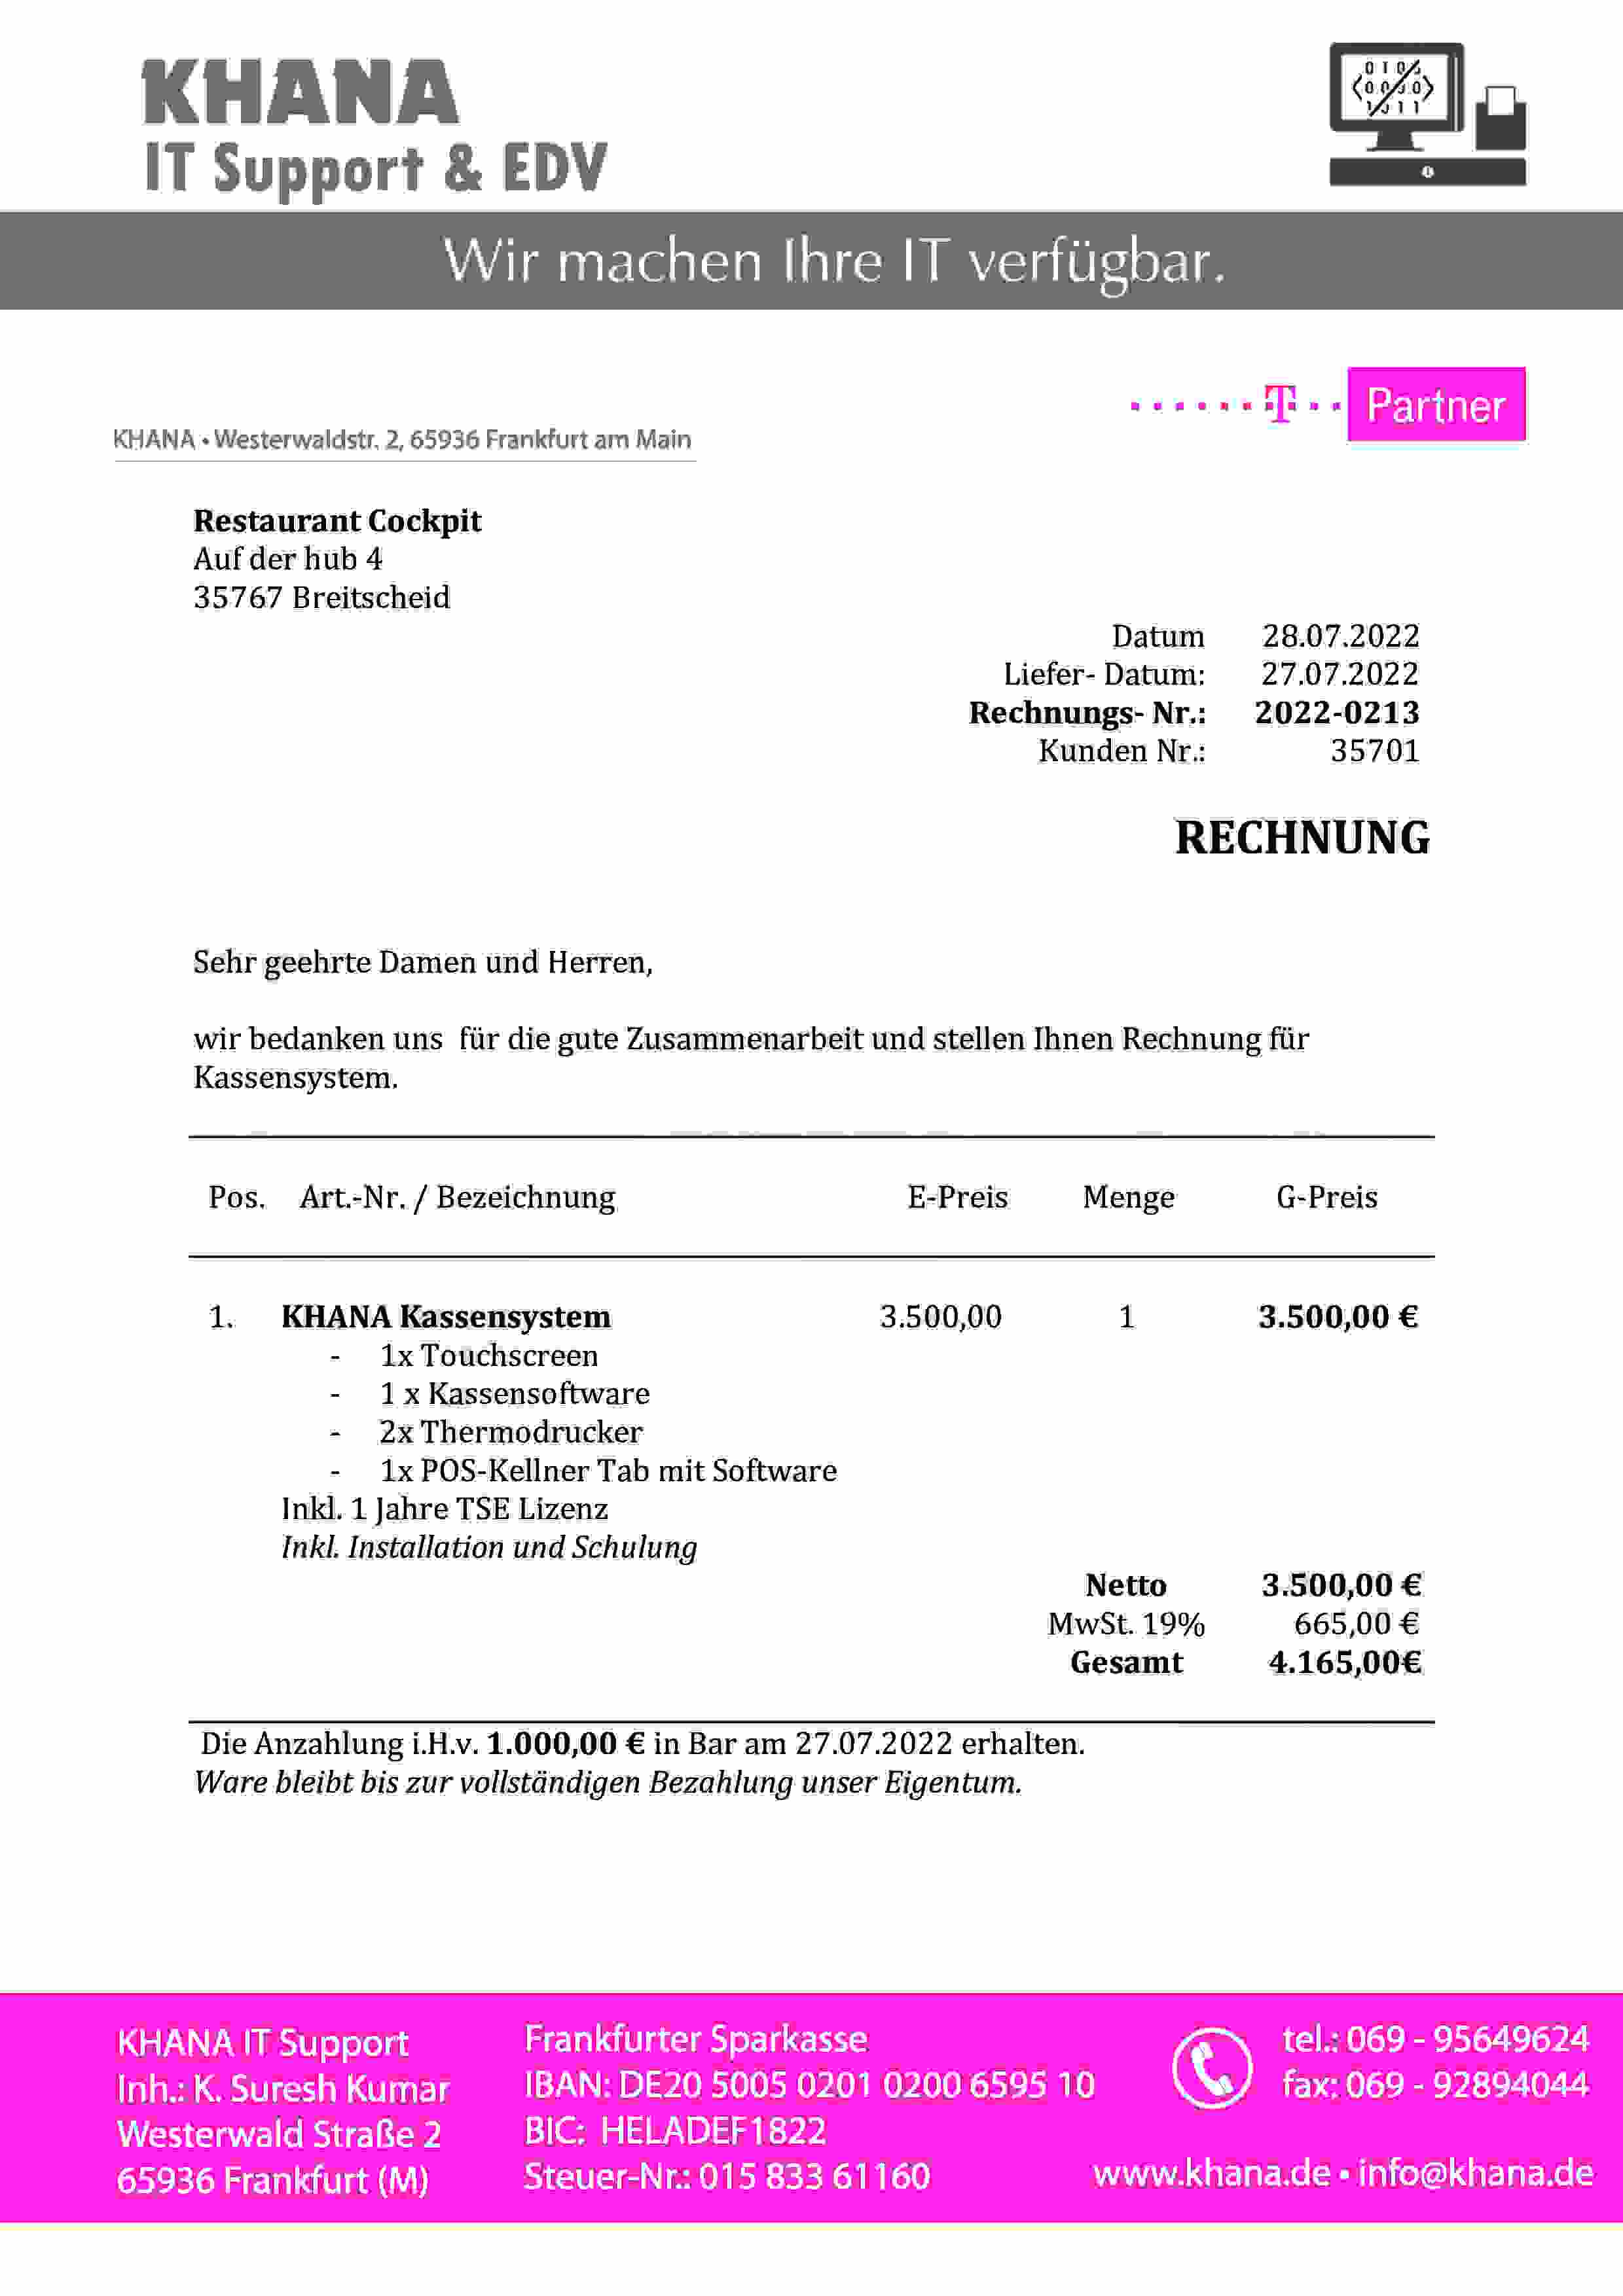 KHANA
IT Support & EDV
Wir machen Ihre IT verfügbar.
T Partner
KHANA • Westerwaldstr. 2, 65936 Frankfurt am Main
Restaurant Cockpit
Auf der hub 4
35767 Breitscheid
Datum 28.07.2022
Liefer- Datum: 27.07.2022
Rechnungs- Nr.: 2022-0213
Kunden Nr.: 35701
RECHNUNG
Sehr geehrte Damen und Herren,
wir bedanken uns für die gute Zusammenarbeit und stellen Ihnen Rechnung für
Kassensystem.
Pos. Art.-Nr. / Bezeichnung E-Preis Menge G-Preis
1. KHANA Kassensystem 3.500,00 1 3.500,00 €
- 1x Touchscreen
- 1 x Kassensoftware
- 2x Thermodrucker
- 1x POS-Kellner Tab mit Software
Inkl. 1 Jahre TSE Lizenz
Inkl. Installation und Schulung
Netto 3.500,00 €
MwSt. 19% 665,00 €
Gesamt 4.165,00€
Die Anzahlung i.H.v. 1.000,00 € in Bar am 27.07.2022 erhalten.
Ware bleibt bis zur vollständigen Bezahlung unser Eigentum.
KHANA IT Support
Inh.: K. Suresh Kumar
Westerwald Straße 2
65936 Frankfurt (M)
Frankfurter Sparkasse
IBAN: DE20 5005 0201 0200 6595 10
BIC: HELADEF1822
Steuer-Nr.: 015 833 61160
tel.: 069 - 95649624
fax: 069 - 92894044
www.khana.de • info@khana.de